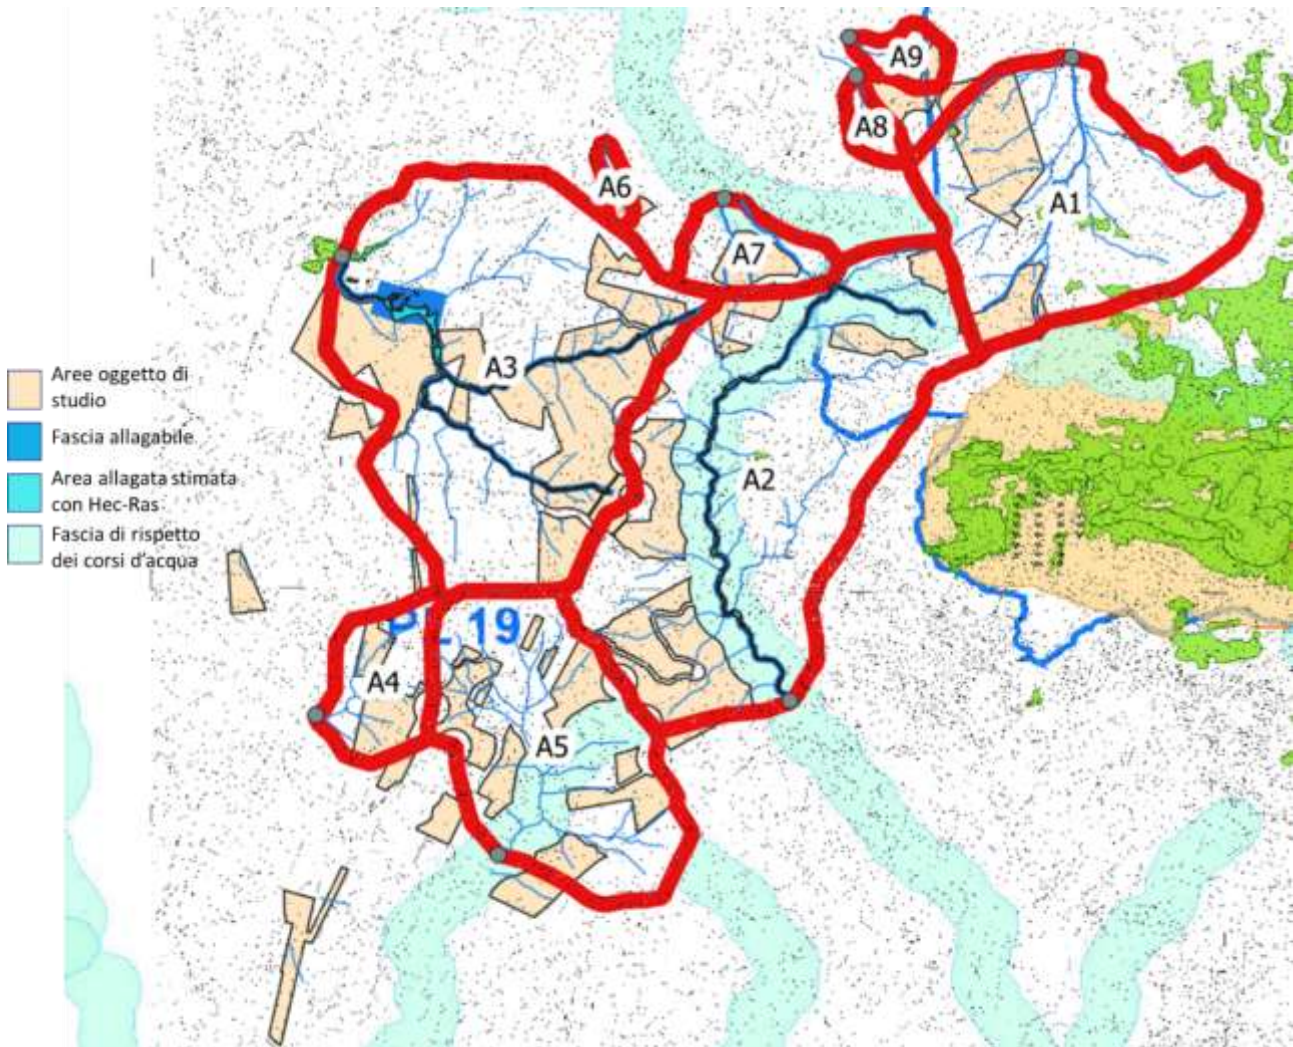 A9
A8
A6
A1
A7
A3
Aree oggetto di
studio
Fascia allagabile
Area allagata stimata
con Hec-Ras
Fascia di rispetto
dei corsi d'acqua
A2
19
A4
A5